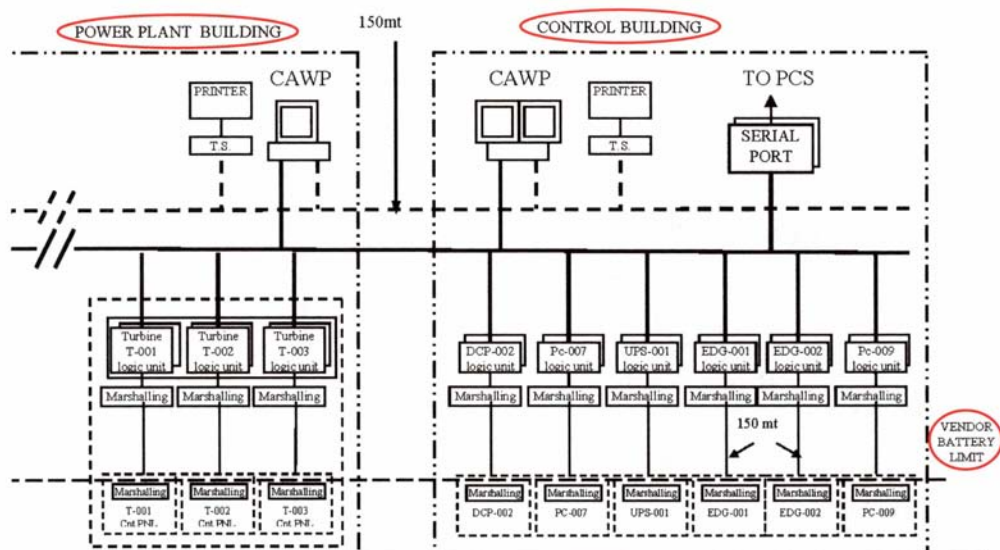 POWER PLANT BUILDING
150mt
CONTROL BUILDING
PRINTER
CAWP
CAWP
PRINTER
TO PCS
T.S.
T.S.
SERIAL
PORT
Turbine
T-001
logic unit
Turbine
T-002
logic unit
Turbine
T-003
logic unit
DCP-002
logic unit
Pc-007
logic unit
UPS-001
logic unit
EDG-001
logic unit
EDG-002
logic unit
Pc-009
logic unit
Marshalling
Marshalling
Marshalling
Marshalling
Marshalling
Marshalling
Marshalling
Marshalling
Marshalling
150 mt
VENDOR
BATTERY
LIMIT
Marshalling
T-001
Cnt PNL
Marshalling
T-002
Cnt PNL
Marshalling
T-003
Cnt PNL
Marshalling
DCP-002
Marshalling
PC-007
Marshalling
UPS-001
Marshalling
EDG-001
Marshalling
EDG-002
Marshalling
PC-009